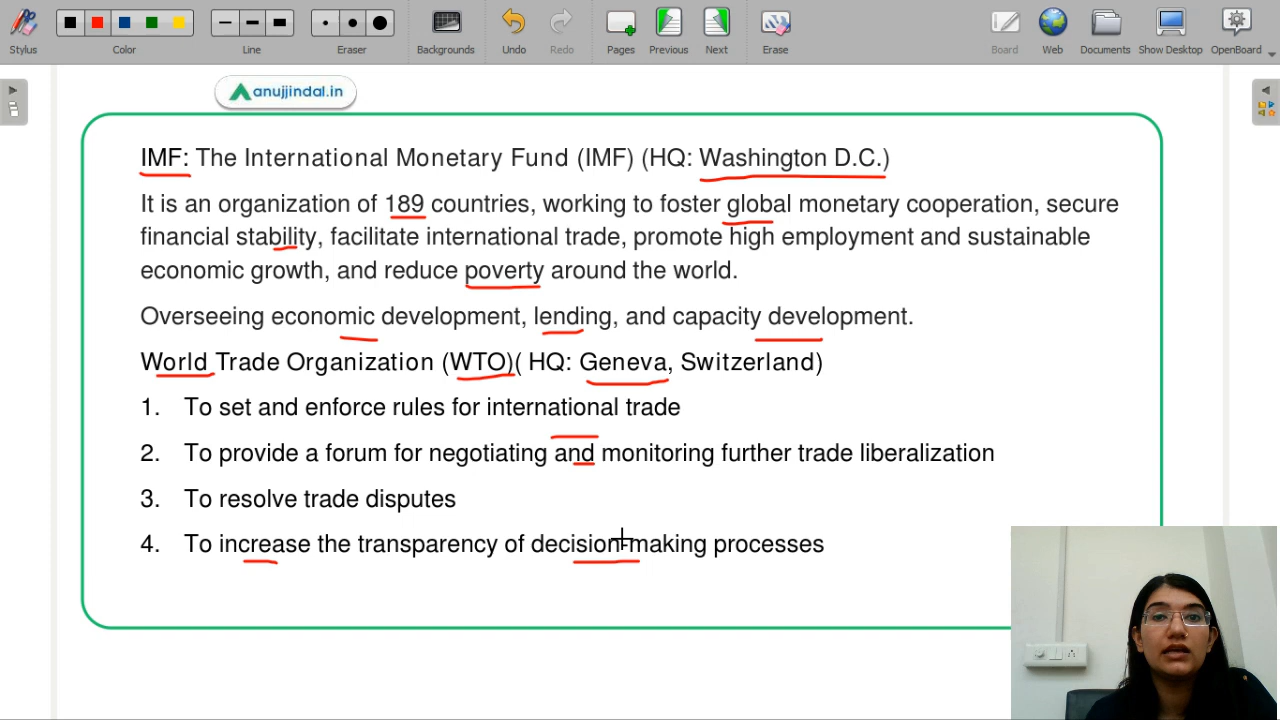 Stylus
Color
Line
Eraser
Backgrounds
Undo
Redo
Pages
Previous
Next
Erase
Board
Web
Documents
Show Desktop
OpenBoard
anujjindal.in
IMF: The International Monetary Fund (IMF) (HQ: Washington D.C.)
It is an organization of 189 countries, working to foster global monetary cooperation, secure
financial stability, facilitate international trade, promote high employment and sustainable
economic growth, and reduce poverty around the world.
Overseeing economic development, lending, and capacity development.
World Trade Organization (WTO)( HQ: Geneva, Switzerland)
1. To set and enforce rules for international trade
2. To provide a forum for negotiating and monitoring further trade liberalization
3. To resolve trade disputes
4. To increase the transparency of decision-making processes